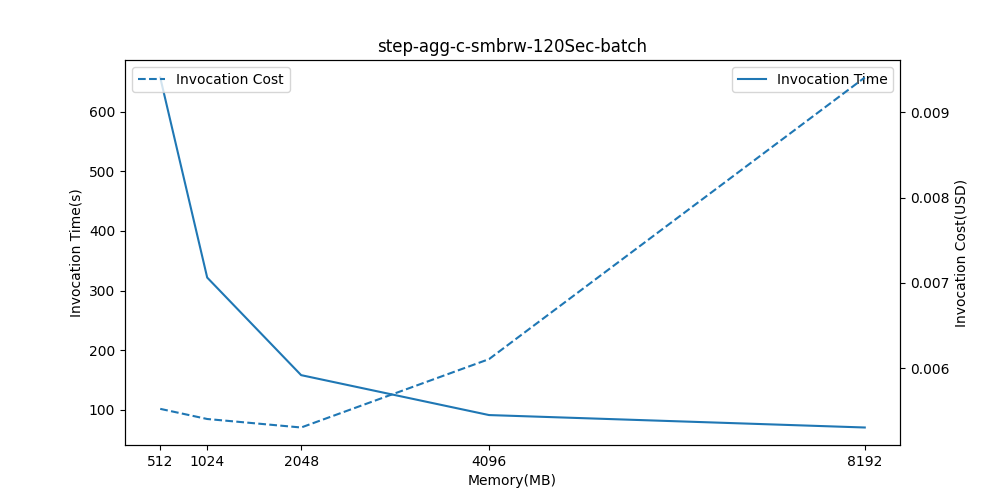 step-agg-c-smbrw-120Sec-batch
Invocation Cost
Invocation Time
600
500
400
300
200
100
Invocation Time(s)
0.009
0.008
0.007
0.006
Invocation Cost(USD)
512 1024 2048 4096 8192
Memory(MB)